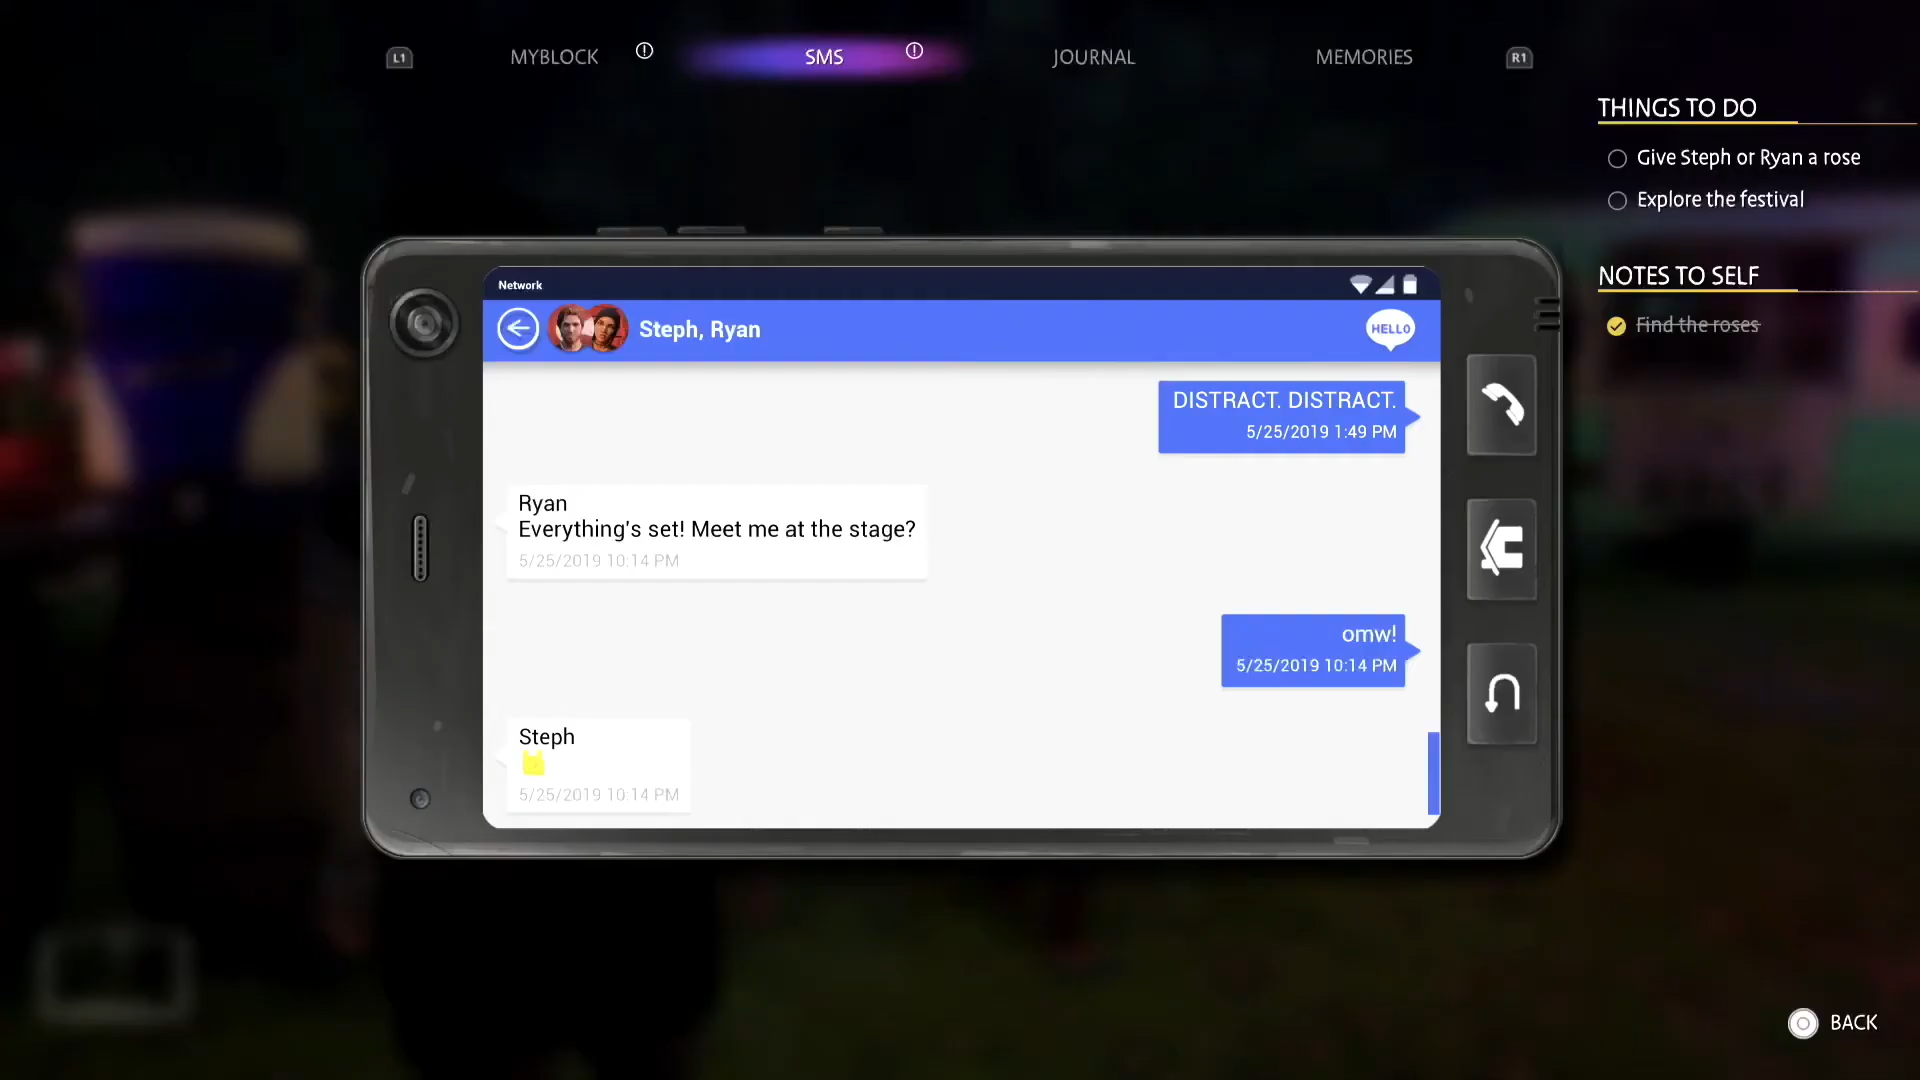 L1
MYBLOCK
SMS
JOURNAL
MEMORIES
R1
THINGS TO DO
Give Steph or Ryan a rose
Explore the festival
NOTES TO SELF
Find the roses
Network
Steph, Ryan
HELLO
DISTRACT. DISTRACT.
5/25/2019 1:49 PM
Ryan
Everything's set! Meet me at the stage?
5/25/2019 10:14 PM
omw!
5/25/2019 10:14 PM
Steph
5/25/2019 10:14 PM
BACK